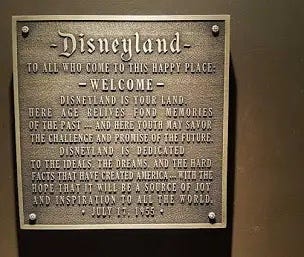 -Disneyland-
TO ALL WHO COME TO THIS HAPPY PLACE:
- WELCOME -
DISNEYLAND IS YOUR LAND.
HERE AGE RELIVES FOND MEMORIES
OF THE PAST ... AND HERE YOUTH MAY SAVOR
THE CHALLENGE AND PROMISE OF THE FUTURE.
DISNEYLAND IS DEDICATED
TO THE IDEALS, THE DREAMS, AND THE HARD
FACTS THAT HAVE CREATED AMERICA... WITH THE
HOPE THAT IT WILL BE A SOURCE OF JOY
AND INSPIRATION TO ALL THE WORLD.
• JULY 17, 1955 •